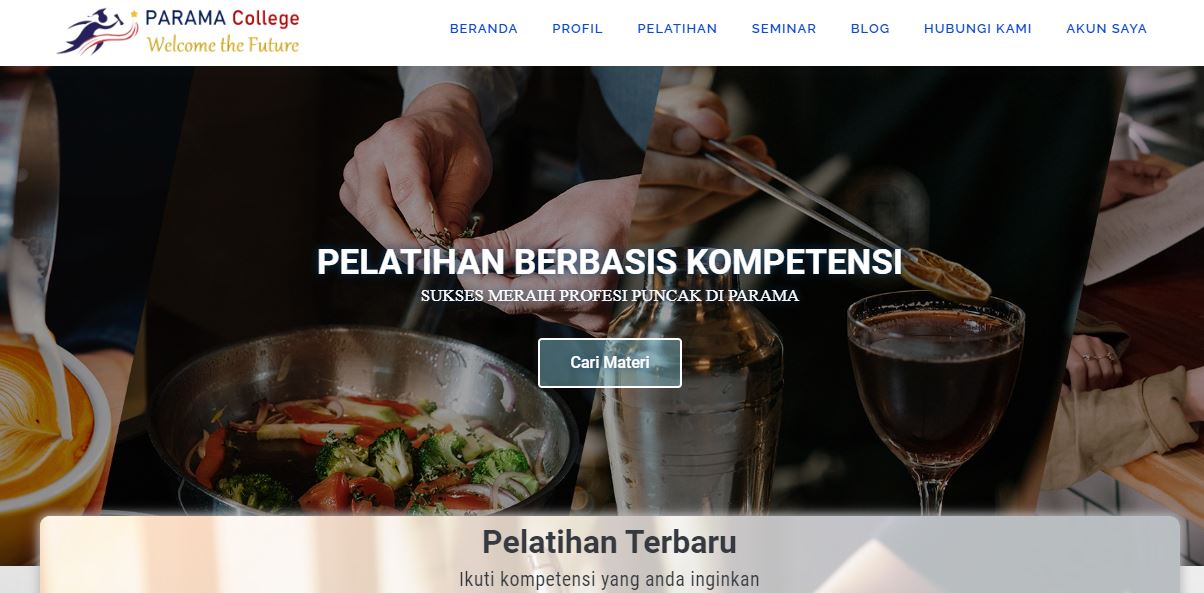 PARAMA College
Welcome the Future
BERANDA PROFIL PELATIHAN SEMINAR BLOG HUBUNGI KAMI AKUN SAYA
PELATIHAN BERBASIS KOMPETENSI
SUKSES MERAIH PROFESI PUNCAK DI PARAMA
Cari Materi
Pelatihan Terbaru
Ikuti kompetensi yang anda inginkan